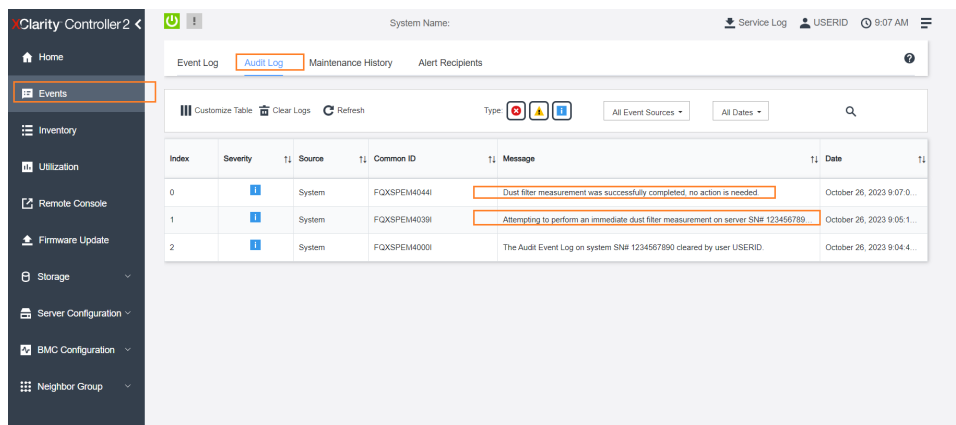 XClarity Controller 2
System Name:
Service Log
USERID
9:07 AM
Home
Events
Inventory
Utilization
Remote Console
Firmware Update
Storage
Server Configuration
BMC Configuration
Neighbor Group
Event Log
Audit Log
Maintenance History
Alert Recipients
Customize Table
Clear Logs
Refresh
Type:
All Event Sources
All Dates
Index Severity Source Common ID Message Date
0 System FQXSPEM4044I Dust filter measurement was successfully completed, no action is needed. October 26, 2023 9:07:0...
1 System FQXSPEM4039I Attempting to perform an immediate dust filter measurement on server SN# 123456789... October 26, 2023 9:05:1...
2 System FQXSPEM4000I The Audit Event Log on system SN# 1234567890 cleared by user USERID. October 26, 2023 9:04:4...